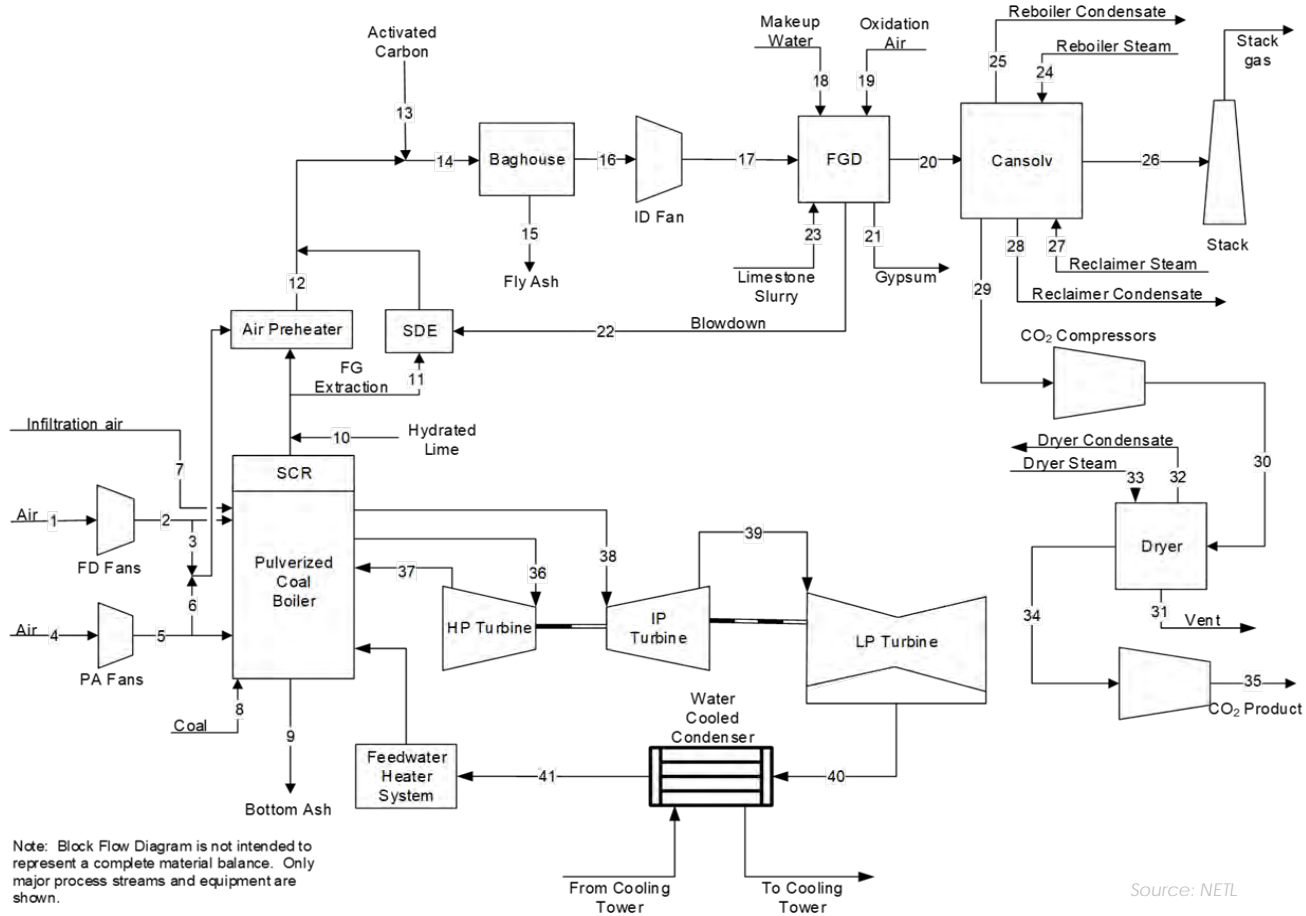 Reboiler Condensate
Makeup
Water
Oxidation
Air
Activated
Carbon
Reboiler Steam
Stack
gas
25
24
18
19
13
14
Baghouse
16
17
FGD
20
Cansolv
26
ID Fan
15
23
21
28
27
Stack
Fly Ash
Limestone
Slurry
Gypsum
Reclaimer Steam
12
29
Reclaimer Condensate
Air Preheater
SDE
22
Blowdown
CO2 Compressors
FG
Extraction
11
Infiltration air
10
Hydrated
Lime
7
SCR
Dryer Condensate
Dryer Steam
30
33
32
Air
1
2
3
FD Fans
Pulverized
Coal
Boiler
38
39
Dryer
37
36
6
34
31
Vent
Air
4
5
HP Turbine
IP
Turbine
LP Turbine
PA Fans
35
CO2 Product
8
Coal
9
Water
Cooled
Condenser
Feedwater
Heater
System
41
40
Bottom Ash
Note: Block Flow Diagram is not intended to
represent a complete material balance. Only
major process streams and equipment are
shown.
From Cooling
Tower
To Cooling
Tower
Source: NETL